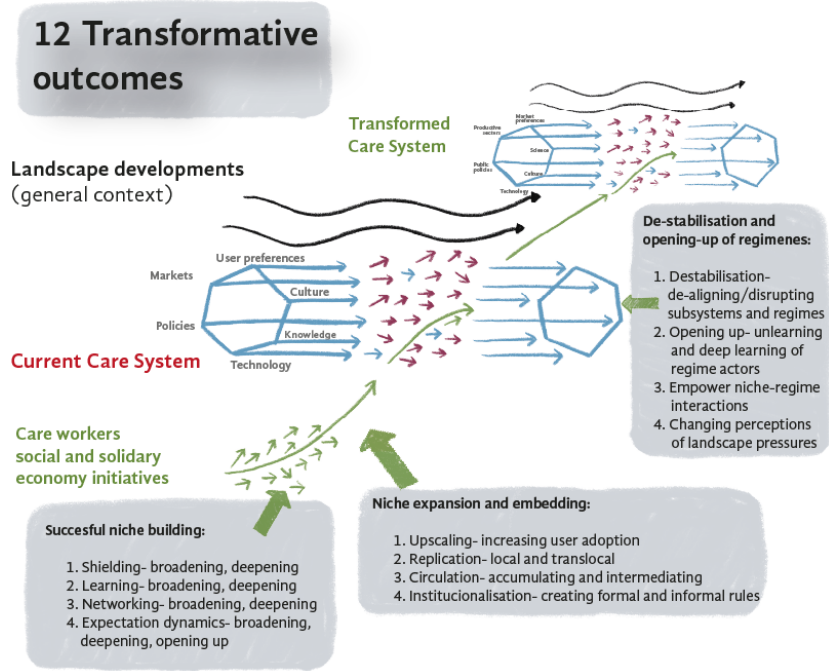 12 Transformative
outcomes
Transformed
Care System
Market
preferences
Productive
sectors
Science
Public
policies
Culture
Technology
Landscape developments
(general context)
User preferences
Markets
Culture
Policies
Knowledge
Technology
Current Care System
De-stabilisation and
opening-up of regimenes:
1. Destabilisation-
de-aligning/disrupting
subsystems and regimes
2. Opening up- unlearning
and deep learning of
regime actors
3. Empower niche-regime
interactions
4. Changing perceptions
of landscape pressures
Care workers
social and solidary
economy initiatives
Succesful niche building:
1. Shielding- broadening, deepening
2. Learning- broadening, deepening
3. Networking- broadening, deepening
4. Expectation dynamics- broadening,
deepening, opening up
Niche expansion and embedding:
1. Upscaling- increasing user adoption
2. Replication- local and translocal
3. Circulation- accumulating and intermediating
4. Institucionalisation- creating formal and informal rules